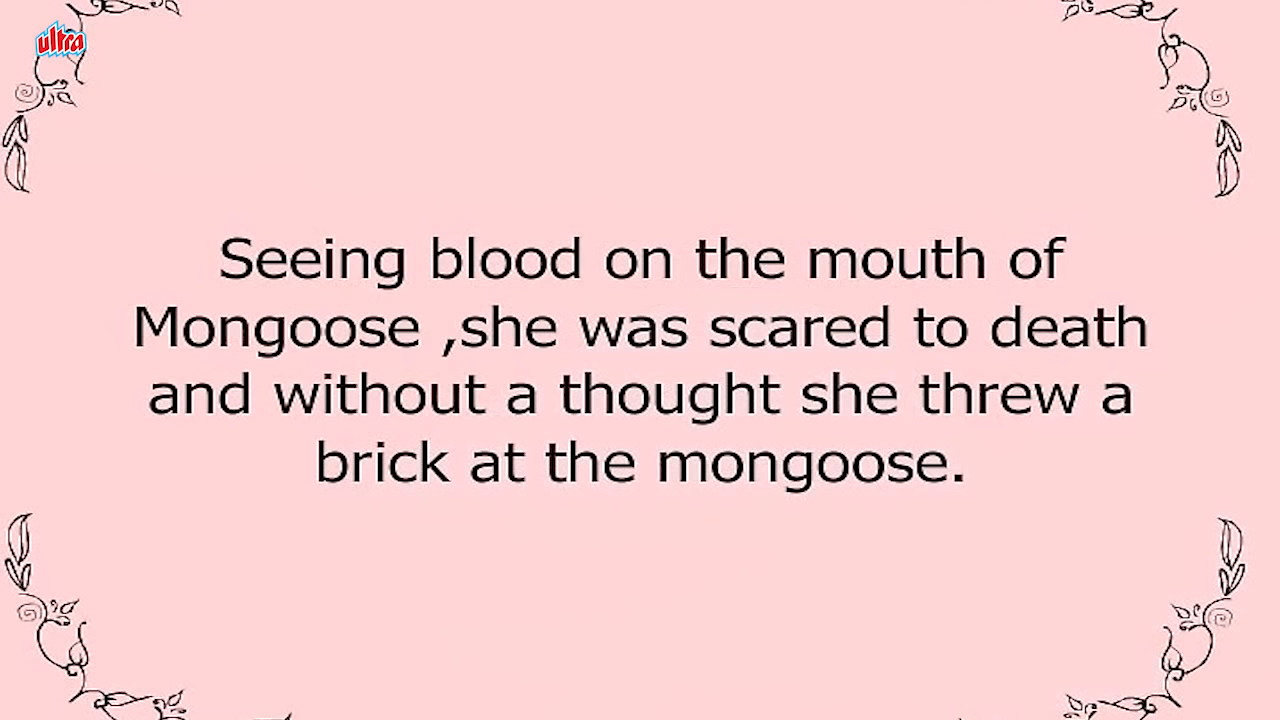 ultra
Seeing blood on the mouth of
Mongoose ,she was scared to death
and without a thought she threw a
brick at the mongoose.